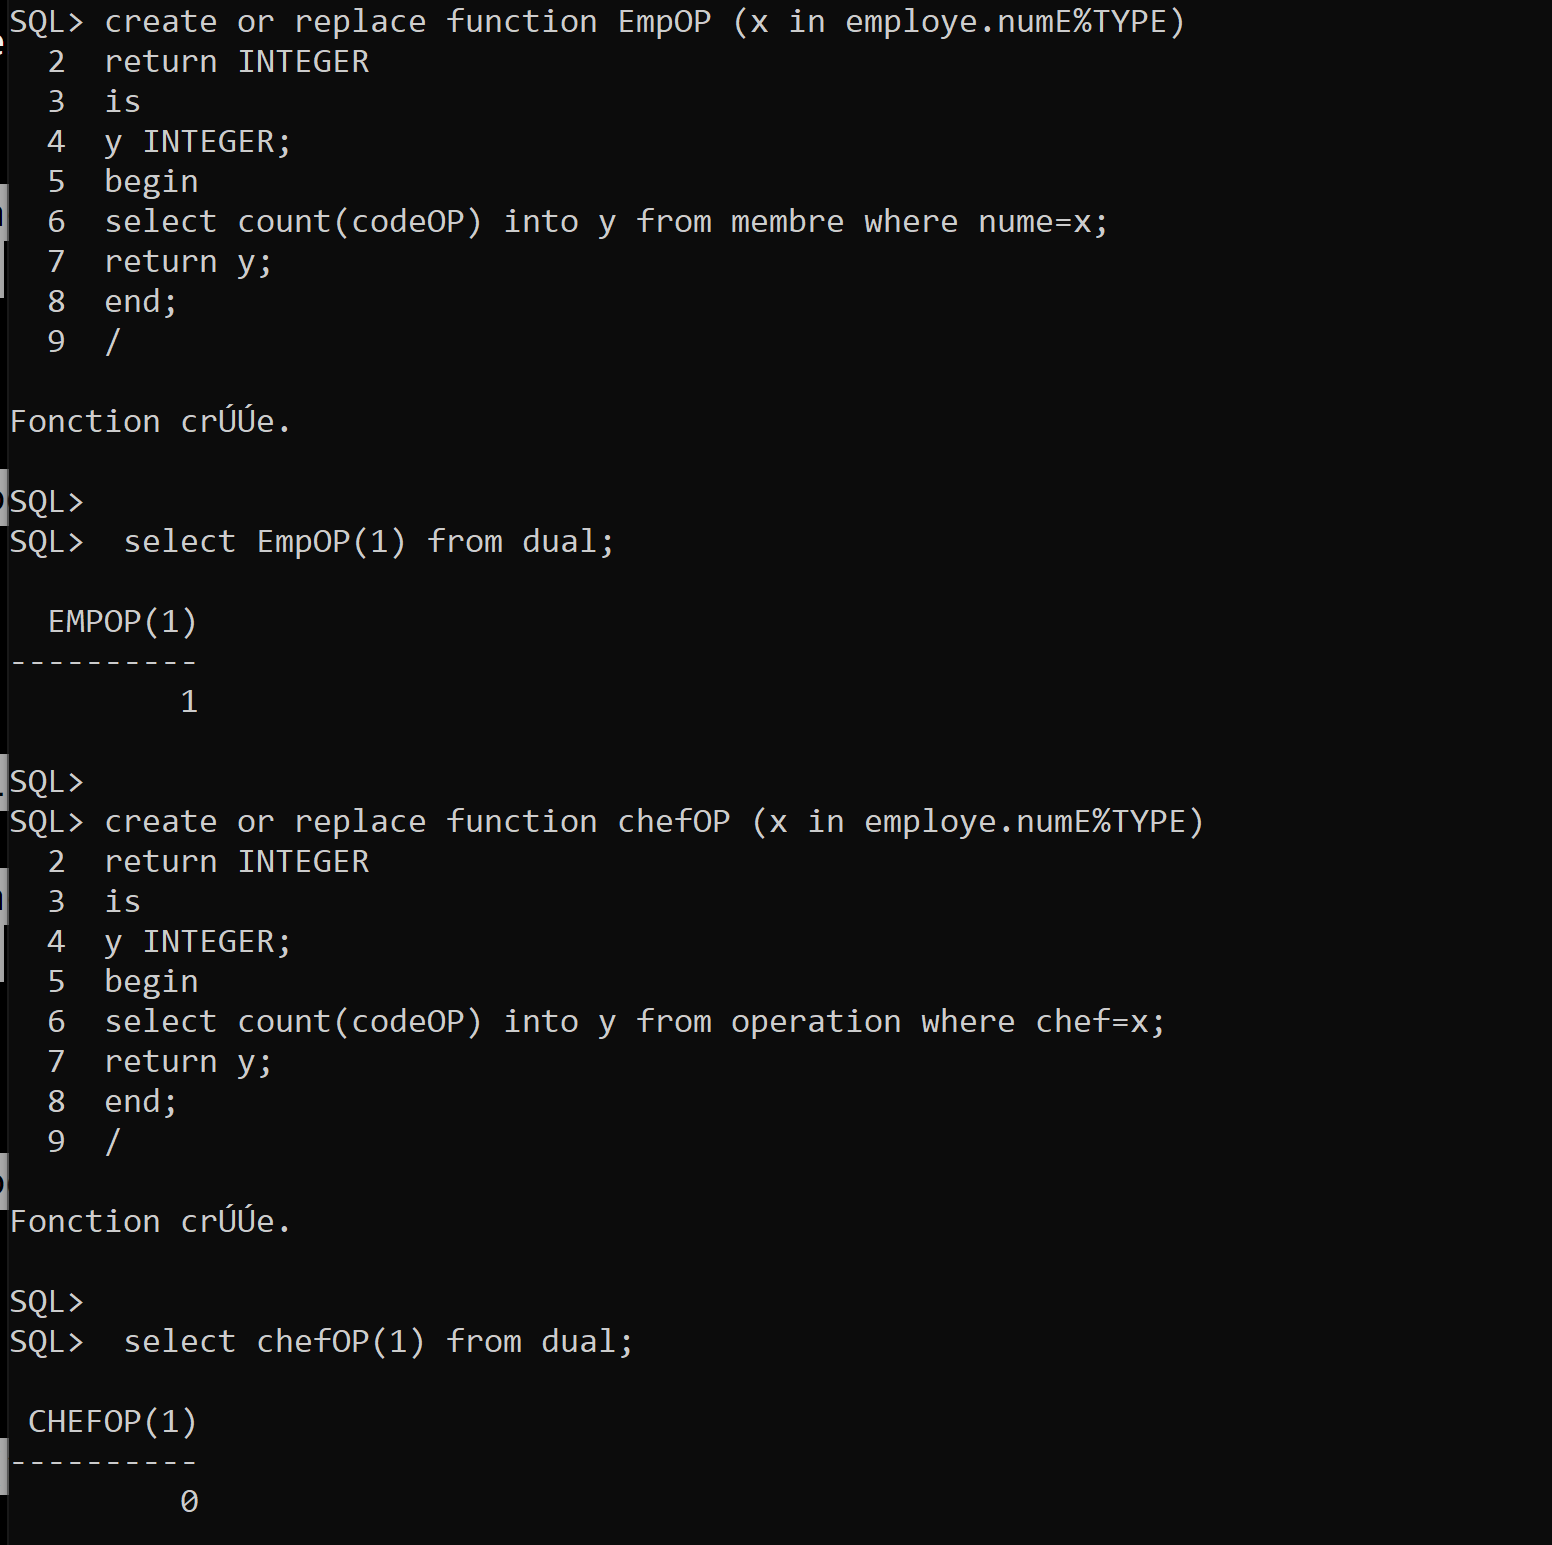 SQL> create or replace function EmpOP (x in employe.numE%TYPE)
  2  return INTEGER
  3  is
  4  y INTEGER;
  5  begin
  6  select count(codeOP) into y from membre where nume=x;
  7  return y;
  8  end;
  9  /
Fonction crÚÚe.
SQL>
SQL>  select EmpOP(1) from dual;
  EMPOP(1)
----------
         1
SQL>
SQL> create or replace function chefOP (x in employe.numE%TYPE)
  2  return INTEGER
  3  is
  4  y INTEGER;
  5  begin
  6  select count(codeOP) into y from operation where chef=x;
  7  return y;
  8  end;
  9  /
Fonction crÚÚe.
SQL>
SQL>  select chefOP(1) from dual;
 CHEFOP(1)
----------
         0